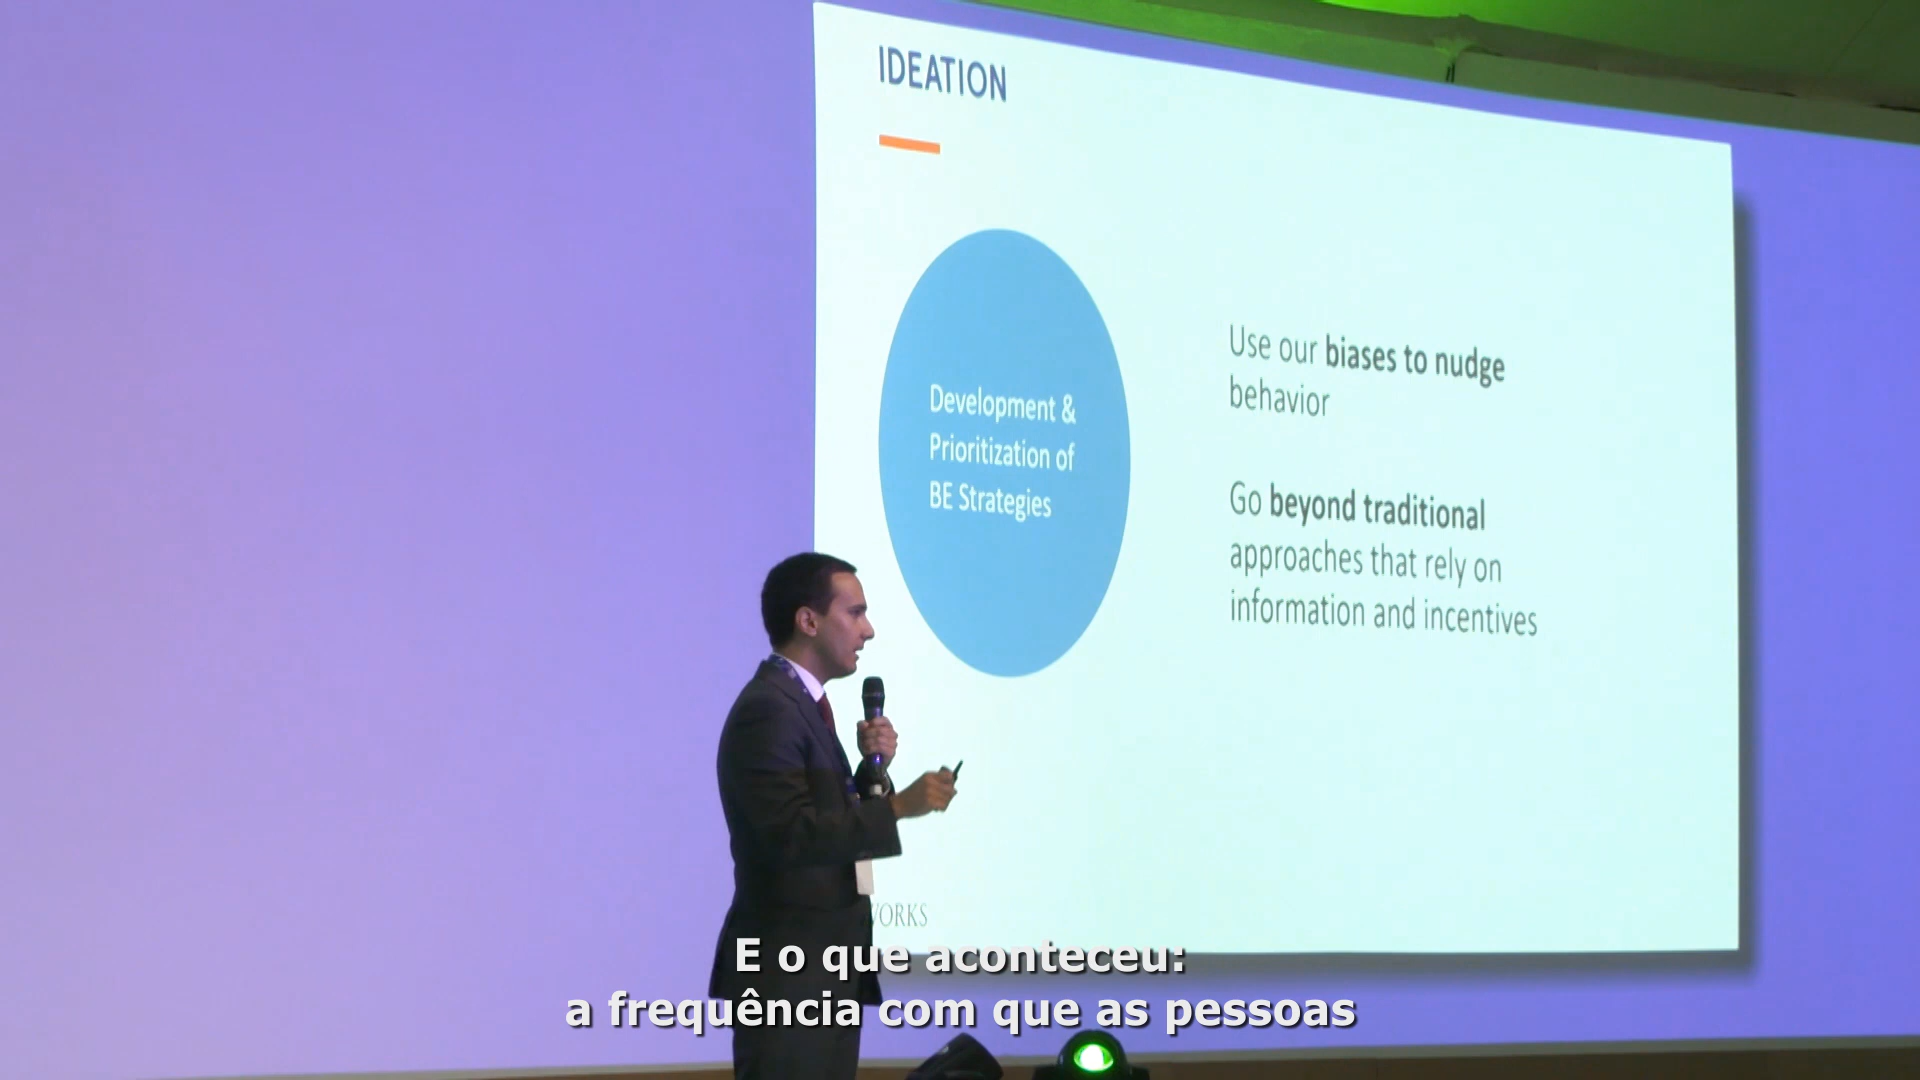 IDEATION
Development &
Prioritization of
BE Strategies
Use our biases to nudge
behavior
Go beyond traditional
approaches that rely on
information and incentives
WORKS
E o que aconteceu:
a frequência com que as pessoas